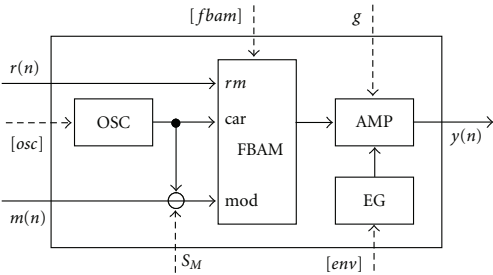 [fbam]
g
r(n)
rm
OSC
car
AMP
[osc]
FBAM
y(n)
m(n)
mod
EG
S_M
[env]